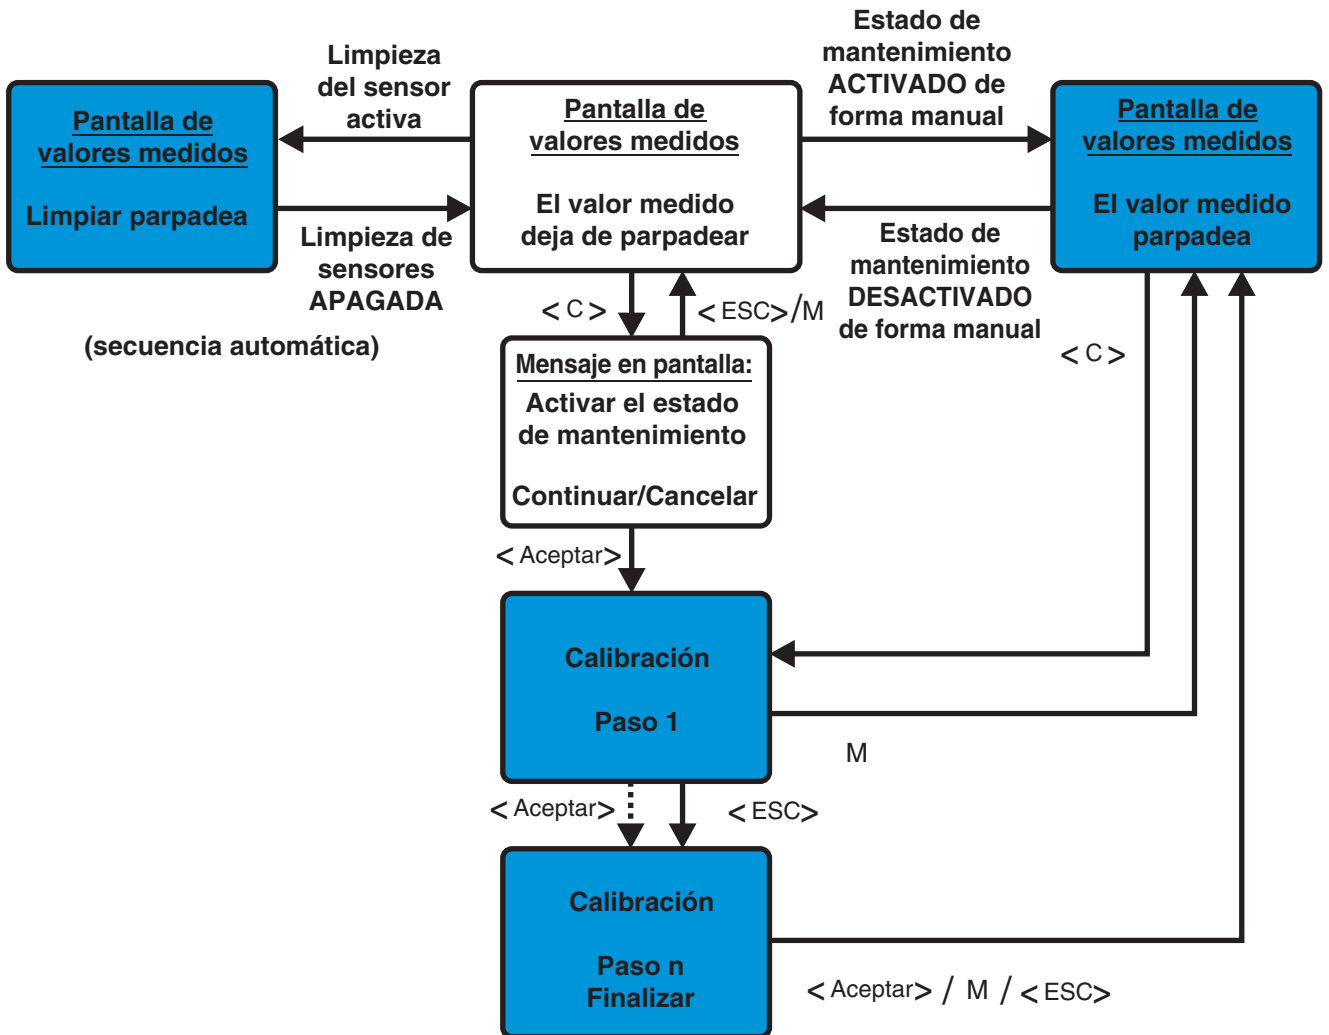 Limpieza
del sensor
activa
Estado de
mantenimiento
ACTIVADO de
forma manual
Pantalla de
valores medidos
Limpiar parpadea
Pantalla de
valores medidos
El valor medido
deja de parpadear
Pantalla de
valores medidos
El valor medido
parpadea
Limpieza de
sensores
APAGADA
(secuencia automática)
Estado de
mantenimiento
DESACTIVADO
de forma manual
< C >
< ESC>/M
< C >
Mensaje en pantalla:
Activar el estado
de mantenimiento
Continuar/Cancelar
< Aceptar>
Calibración
Paso 1
M
< Aceptar>
< ESC>
Calibración
Paso n
Finalizar
< Aceptar> / M / < ESC>